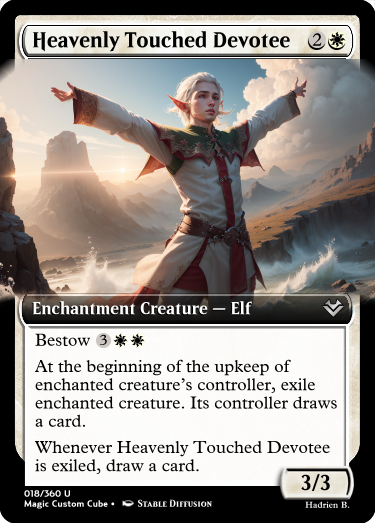 Heavenly Touched Devotee 2
Enchantment Creature — Elf
Bestow 3
At the beginning of the upkeep of
enchanted creature's controller, exile
enchanted creature. Its controller draws
a card.
Whenever Heavenly Touched Devotee
is exiled, draw a card.
3/3
018/360 U
Magic Custom Cube • Stable Diffusion
Hadrien B.